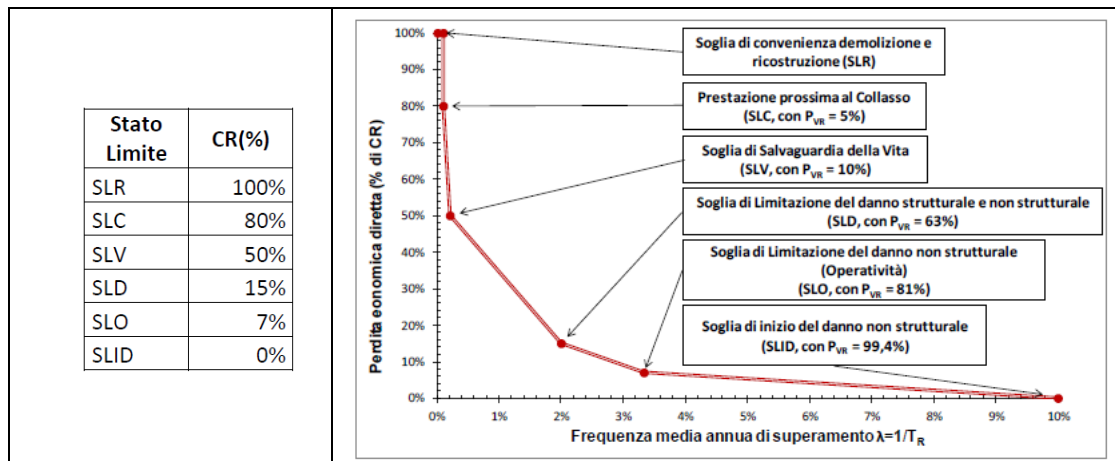 Stato Limite CR(%)
SLR 100%
SLC 80%
SLV 50%
SLD 15%
SLO 7%
SLID 0%
Perdita economica diretta (% di CR)
100%
90%
80%
70%
60%
50%
40%
30%
20%
10%
0%
Soglia di convenienza demolizione e
ricostruzione (SLR)
Prestazione prossima al Collasso
(SLC, con PVR = 5%)
Soglia di Salvaguardia della Vita
(SLV, con PVR = 10%)
Soglia di Limitazione del danno strutturale e non strutturale
(SLD, con PVR = 63%)
Soglia di Limitazione del danno non strutturale
(Operatività)
(SLO, con PVR = 81%)
Soglia di inizio del danno non strutturale
(SLID, con PVR = 99,4%)
0% 1% 2% 3% 4% 5% 6% 7% 8% 9% 10%
Frequenza media annua di superamento λ=1/TR